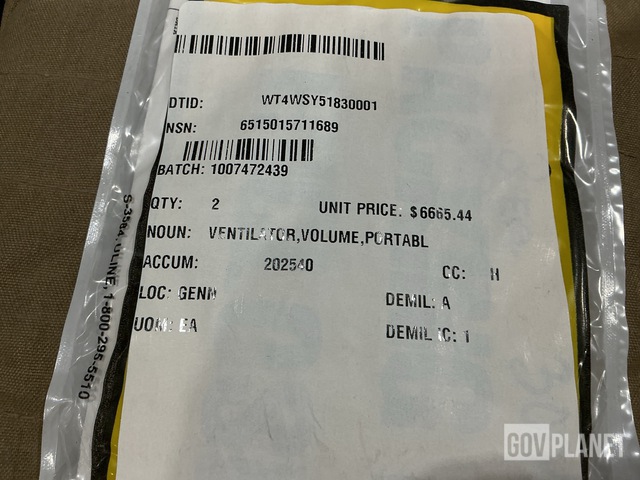 DTID: WT4WSY51830001
NSN: 6515015711689
BATCH: 1007472439
QTY: 2 UNIT PRICE: $6665.44
NOUN: VENTILATOR,VOLUME,PORTABL
ACCUM: 202540 CC: H
LOC: GENM DEMIL: A
UOM: EA DEMIL IC: 1
S-3564, ULINE, 1-800-295-5510
GOVPLANET